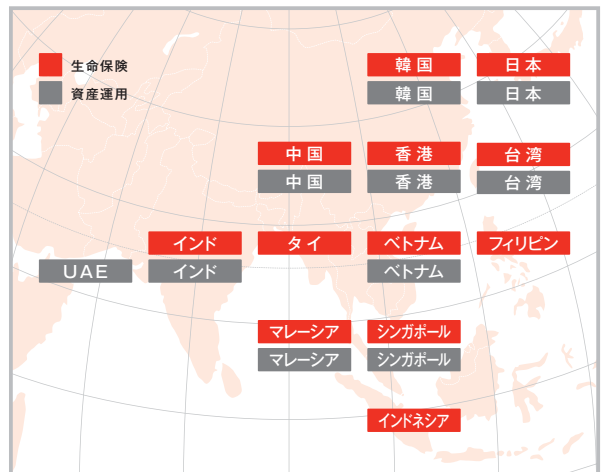 生命保険
資産運用
韓国 日本
韓国 日本
中国 香港 台湾
中国 香港 台湾
インド タイ ベトナム フィリピン
UAE インド ベトナム
マレーシア シンガポール
マレーシア シンガポール
インドネシア